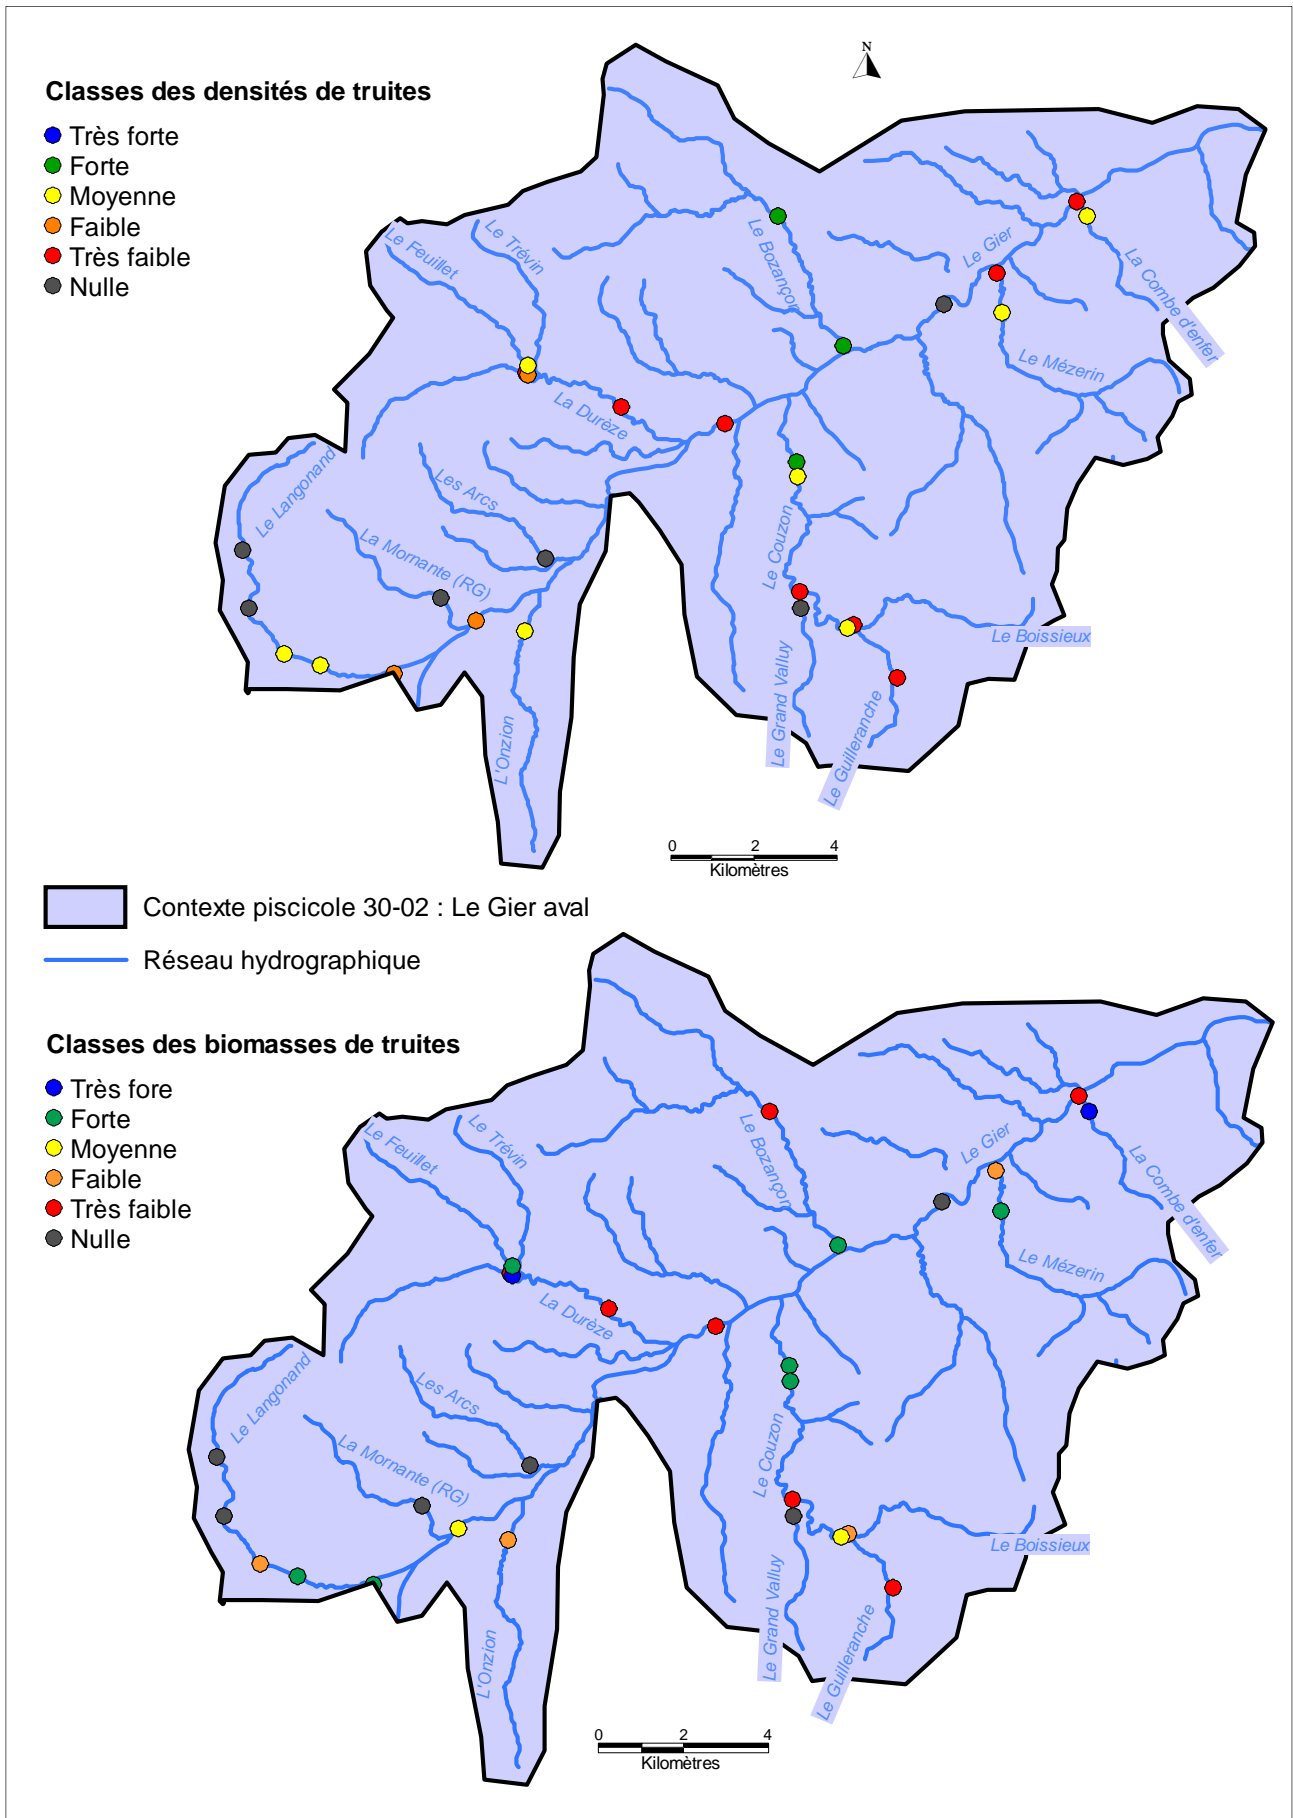 N
Classes des densités de truites
Très forte
Forte
Moyenne
Faible
Très faible
Nulle
Le Feuillet
Le Trévin
Le Bozançon
Le Gier
La Combe d'enfer
Le Mézerin
La Durèze
Le Langonand
Les Arcs
La Mornante (RG)
Le Couzon
Le Boissieux
Le Grand Valluy
Le Guilleranche
L'Onzion
0 2 4
Kilomètres
Contexte piscicole 30-02 : Le Gier aval
Réseau hydrographique
Classes des biomasses de truites
Très fore
Forte
Moyenne
Faible
Très faible
Nulle
Le Feuillet
Le Trévin
Le Bozançon
Le Gier
La Combe d'enfer
Le Mézerin
La Durèze
Le Langonand
Les Arcs
La Mornante (RG)
Le Couzon
Le Boissieux
Le Grand Valluy
Le Guilleranche
L'Onzion
0 2 4
Kilomètres